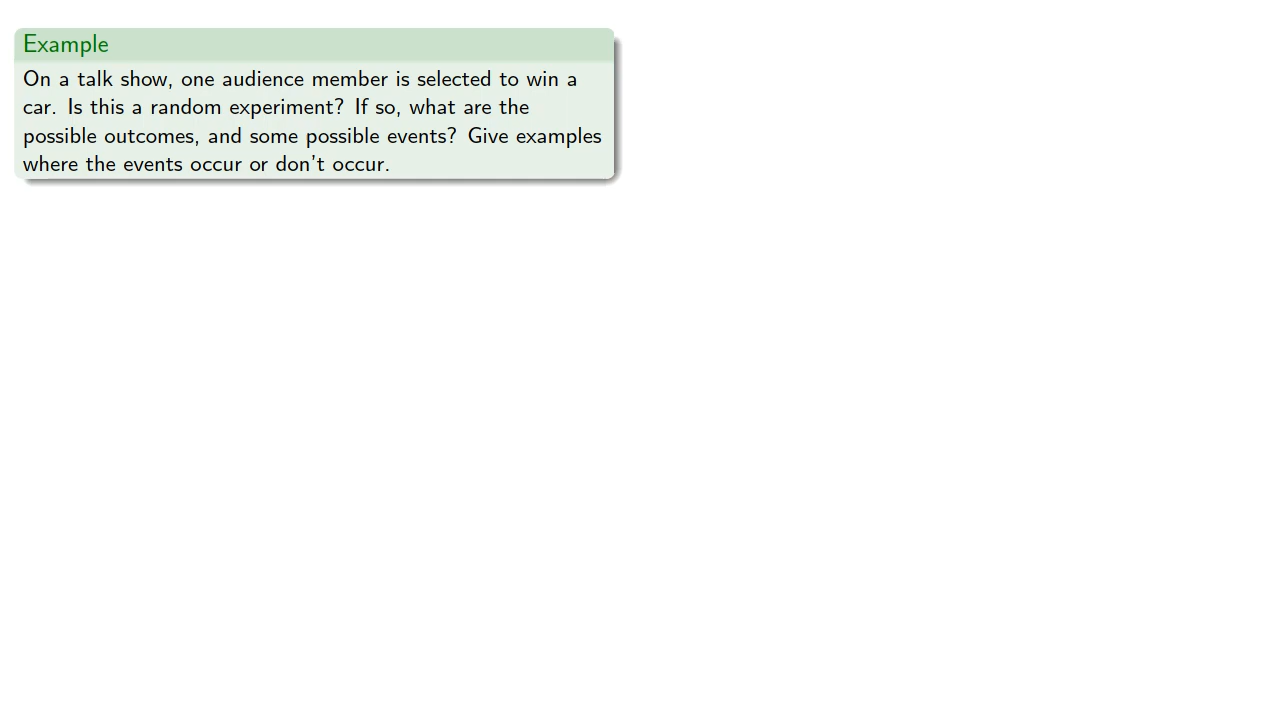 Example
On a talk show, one audience member is selected to win a
car. Is this a random experiment? If so, what are the
possible outcomes, and some possible events? Give examples
where the events occur or don't occur.